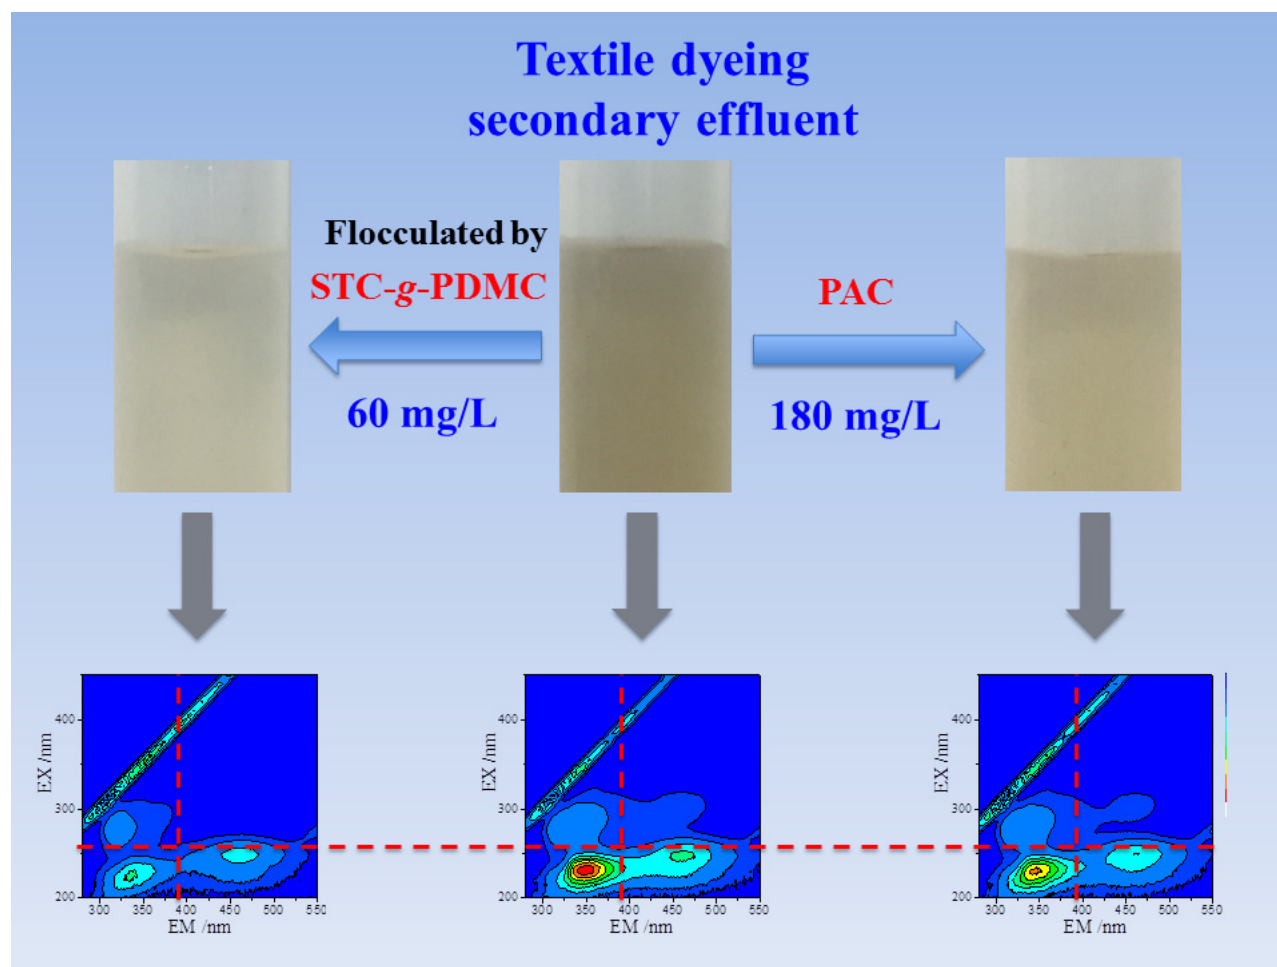 Textile dyeing
secondary effluent
Flocculated by
STC-g-PDMC
60 mg/L
PAC
180 mg/L
EX /nm
400
300
200
300 350 400 450 500 550
EM /nm
EX /nm
400
300
200
300 350 400 450 500 550
EM /nm
EX /nm
400
300
200
300 350 400 450 500 550
EM /nm